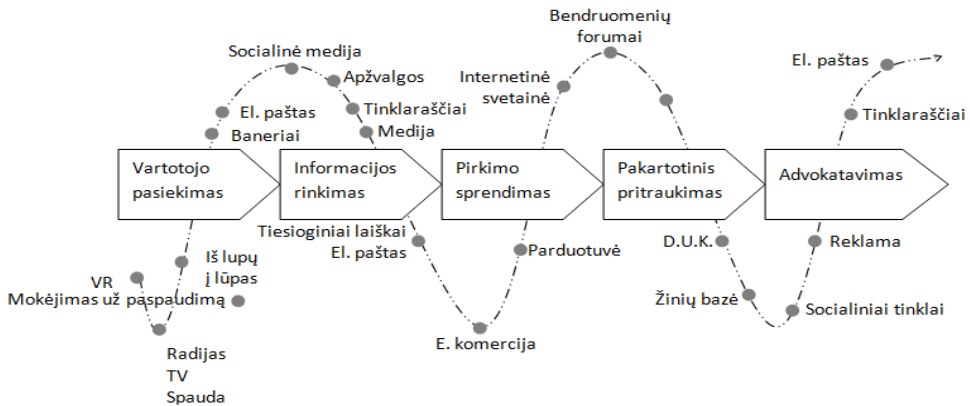 Bendruomenių
forumai
Socialinė medija
Apžvalgos
El. paštas
Internetinė
svetainė
El. paštas
Tinklaraščiai
Tinklaraščiai
Baneriai
Medija
Vartotojo
pasiekimas
Informacijos
rinkimas
Pirkimo
sprendimas
Pakartotinis
pritraukimas
Advokatavimas
Tiesioginiai laiškai
El. paštas
Parduotuvė
D.U.K.
Reklama
Iš lupų
į lūpas
VR
Mokėjimas už paspaudimą
Žinių bazė
Socialiniai tinklai
E. komercija
Radijas
TV
Spauda